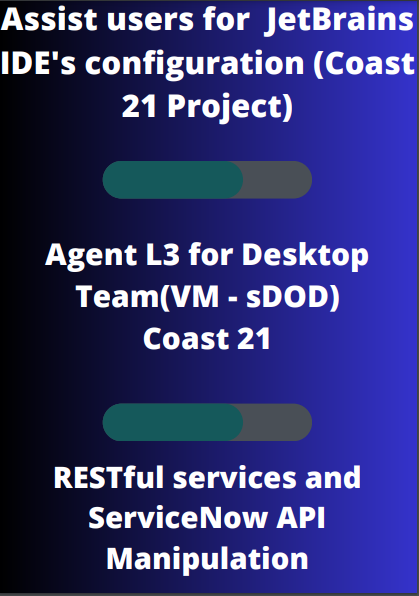 Assist users for JetBrains
IDE's configuration (Coast
21 Project)
Agent L3 for Desktop
Team(VM - sDOD)
Coast 21
RESTful services and
ServiceNow API
Manipulation